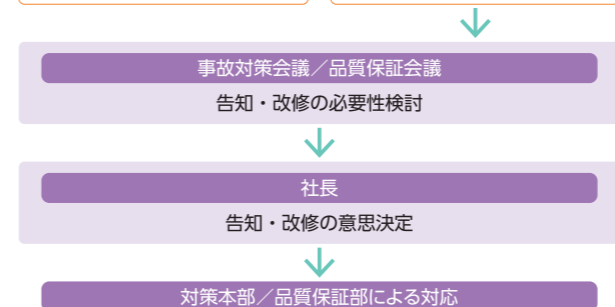 事故対策会議／品質保証会議
告知・改修の必要性検討
社長
告知・改修の意思決定
対策本部／品質保証部による対応